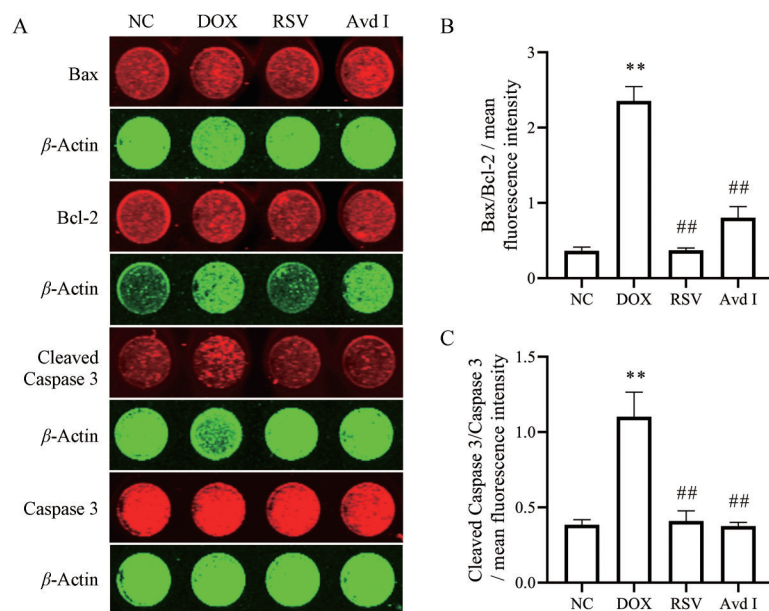 A
NC DOX RSV Avd I
Bax
β-Actin
Bcl-2
β-Actin
Cleaved
Caspase 3
β-Actin
Caspase 3
β-Actin
B
Bax/Bcl-2 / mean
fluorescence intensity
3
2
1
0
**
##
##
NC DOX RSV Avd I
C
Cleaved Caspase 3/Caspase 3
/ mean fluorescence intensity
1.5
1.0
0.5
0.0
**
##
##
NC DOX RSV Avd I